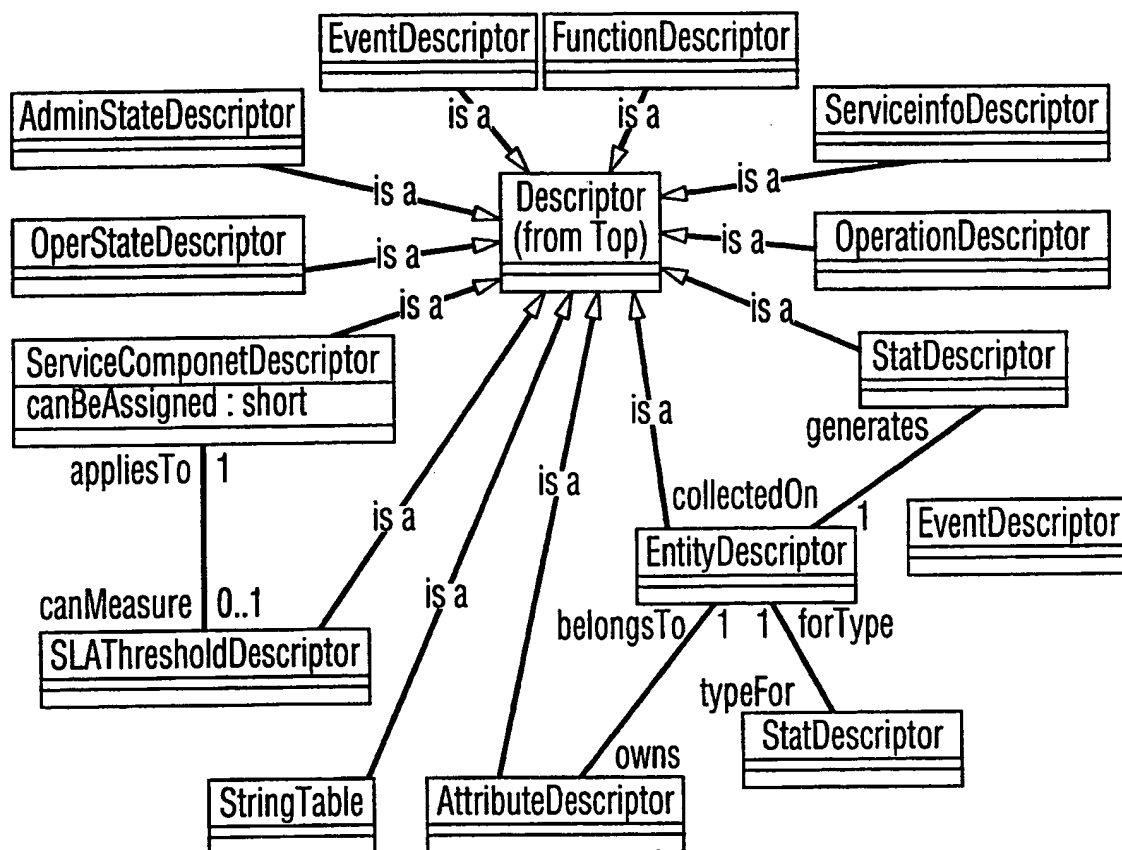 EventDescriptor
FunctionDescriptor
AdminStateDescriptor
is a
is a
ServiceinfoDescriptor
is a
Descriptor
(from Top)
is a
OperStateDescriptor
is a
is a
OperationDescriptor
is a
is a
ServiceComponetDescriptor
canBeAssigned : short
StatDescriptor
is a
generates
appliesTo 1
is a
is a
collectedOn
1
EventDescriptor
EntityDescriptor
is a
canMeasure 0..1
belongsTo 1 1 forType
SLAThresholdDescriptor
typeFor
StatDescriptor
owns
StringTable
AttributeDescriptor